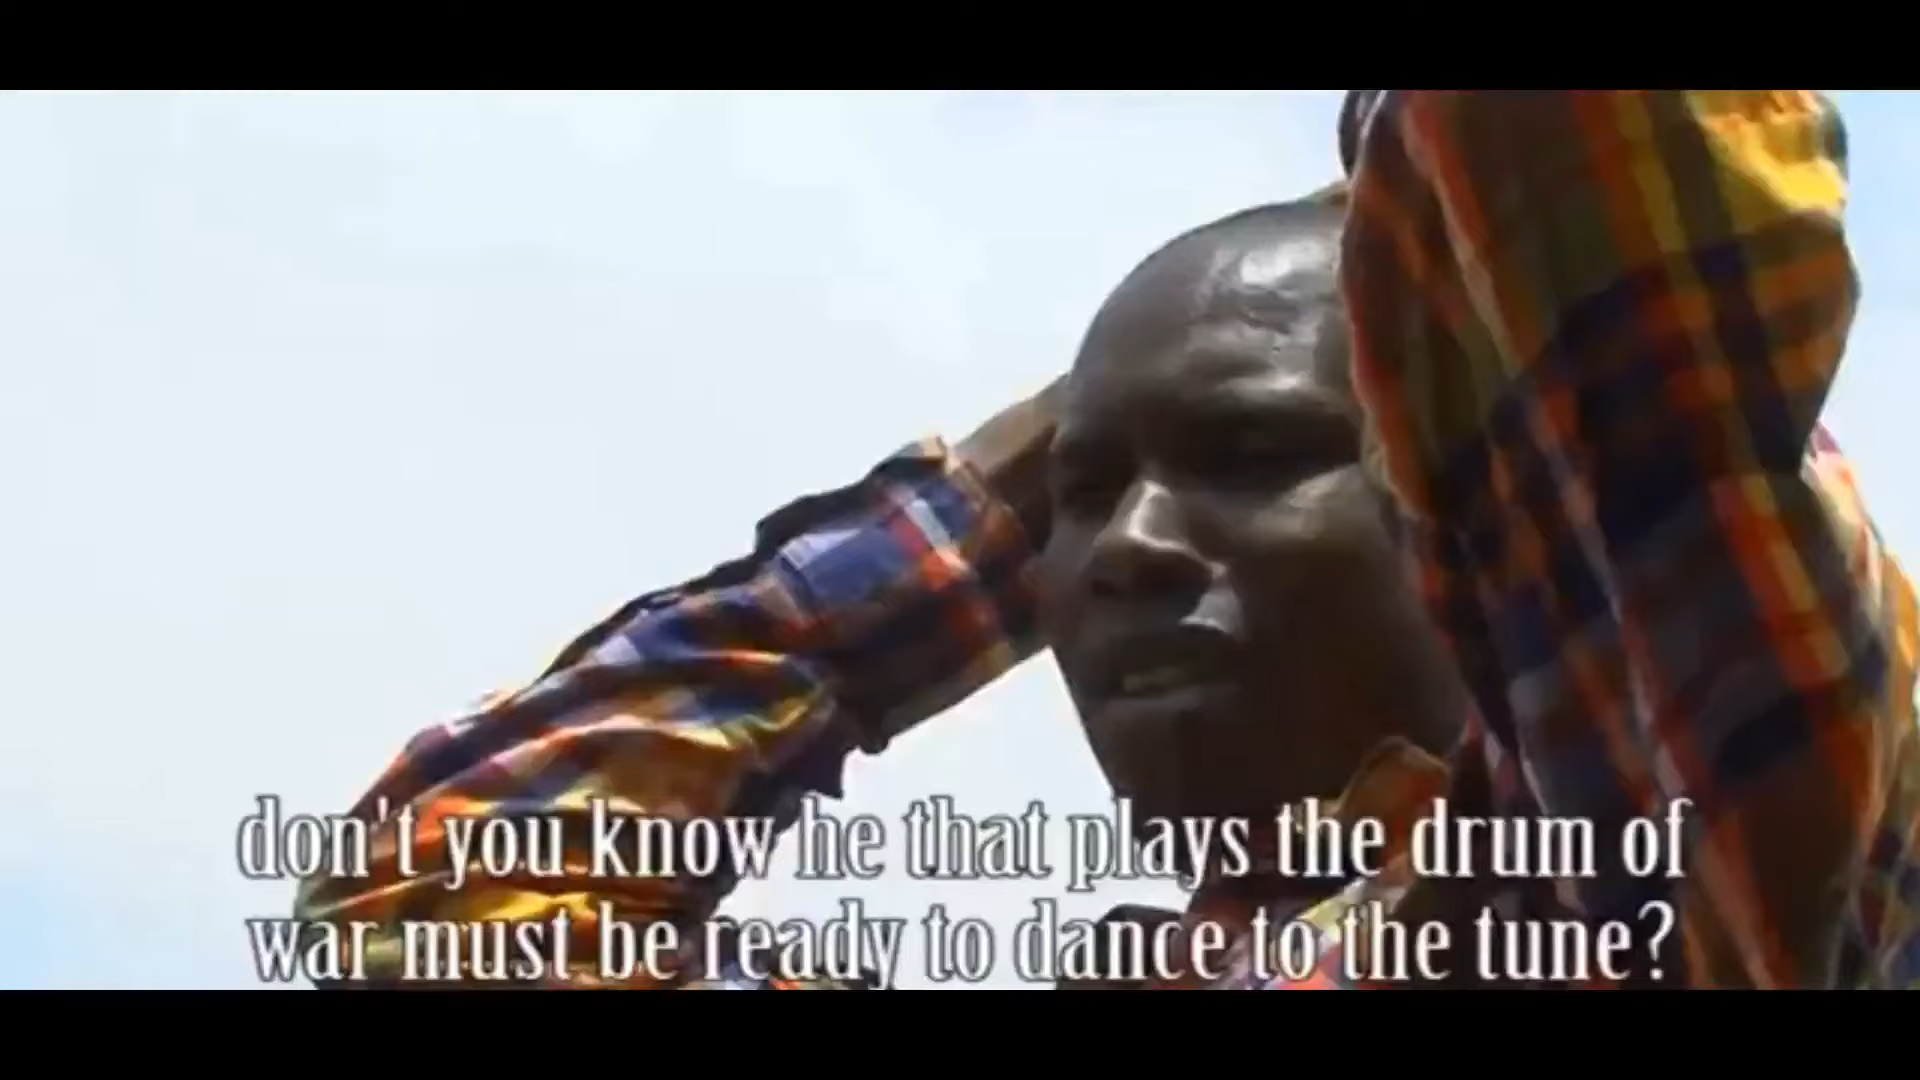 don't you know he that plays the drum of
war must be ready to dance to the tune?